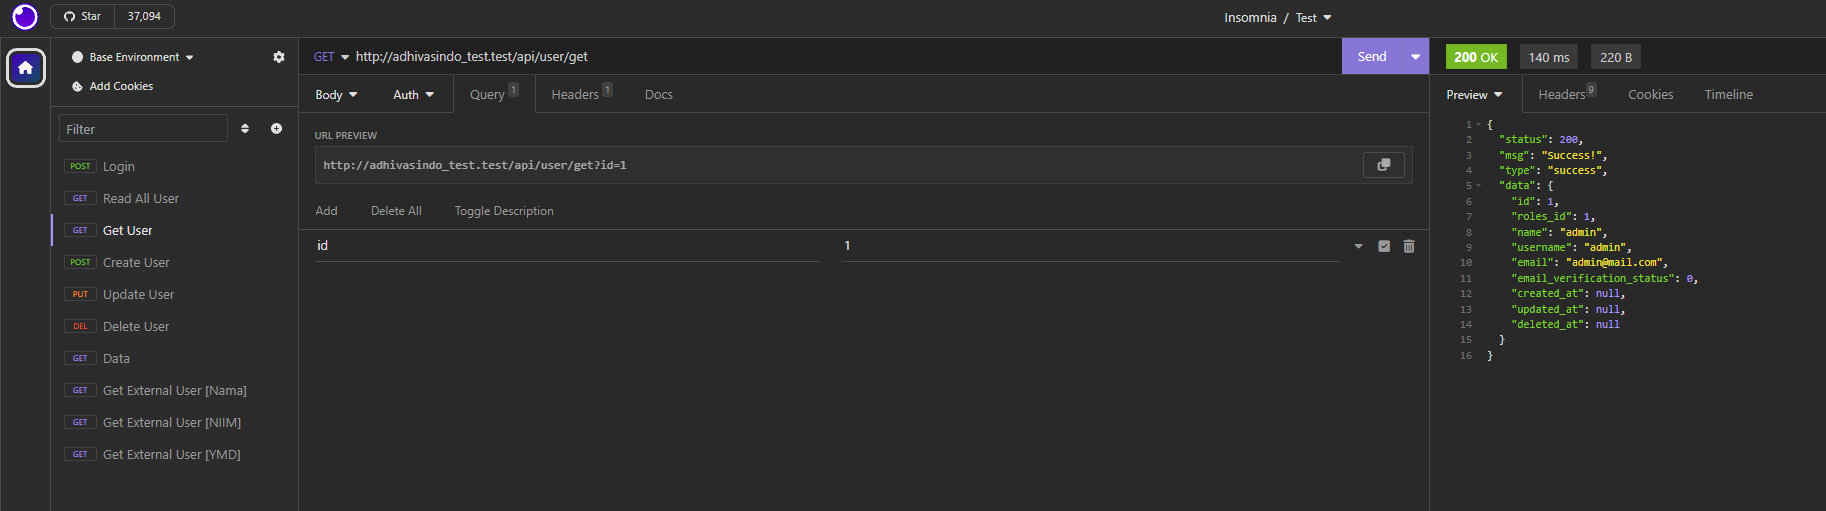 Star 37,094
Insomnia / Test
Base Environment
Add Cookies
Filter
POST Login
GET Read All User
GET Get User
POST Create User
PUT Update User
DEL Delete User
GET Data
GET Get External User [Nama]
GET Get External User [NIIM]
GET Get External User [YMD]
GET http://adhivasindo_test.test/api/user/get Send
Body Auth Query 1 Headers 1 Docs
URL PREVIEW
http://adhivasindo_test.test/api/user/get?id=1
Add Delete All Toggle Description
id 1
200 OK 140 ms 220 B
Preview Headers 9 Cookies Timeline
1 {
2 "status": 200,
3 "msg": "Success!",
4 "type": "success",
5 "data": {
6 "id": 1,
7 "roles_id": 1,
8 "name": "admin",
9 "username": "admin",
10 "email": "admin@mail.com",
11 "email_verification_status": 0,
12 "created_at": null,
13 "updated_at": null,
14 "deleted_at": null
15 }
16 }